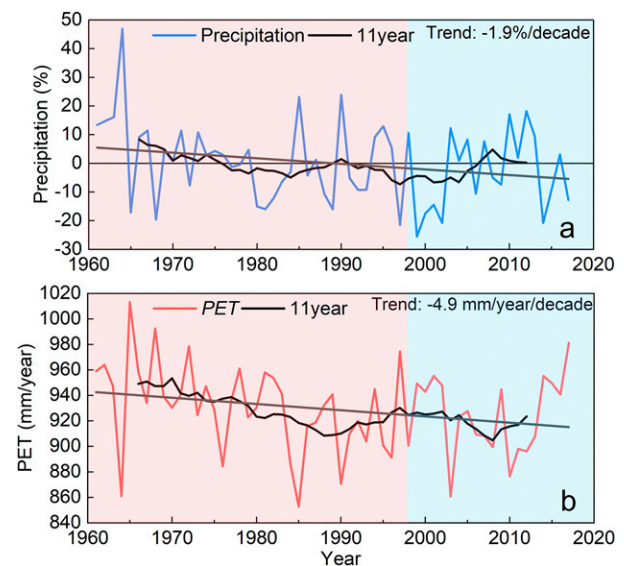 50
40
30
20
10
0
-10
-20
-30
Precipitation (%)
Precipitation 11year Trend: -1.9%/decade
a
1960 1970 1980 1990 2000 2010 2020
1020
1000
980
960
940
920
900
880
860
840
PET (mm/year)
PET 11year Trend: -4.9 mm/year/decade
b
1960 1970 1980 1990 2000 2010 2020
Year